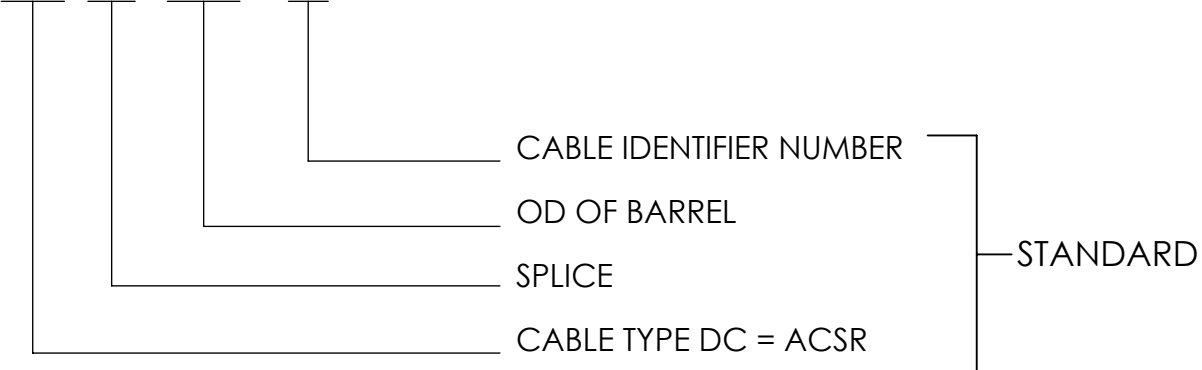 CABLE IDENTIFIER NUMBER
OD OF BARREL
STANDARD
SPLICE
CABLE TYPE DC = ACSR